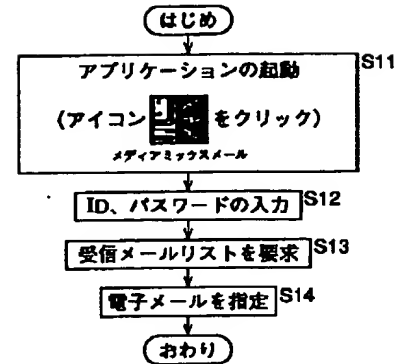 はじめ
アプリケーションの起動 S11
(アイコン をクリック)
メディアミックスメール
ID、パスワードの入力 S12
受信メールリストを要求 S13
電子メールを指定 S14
おわり